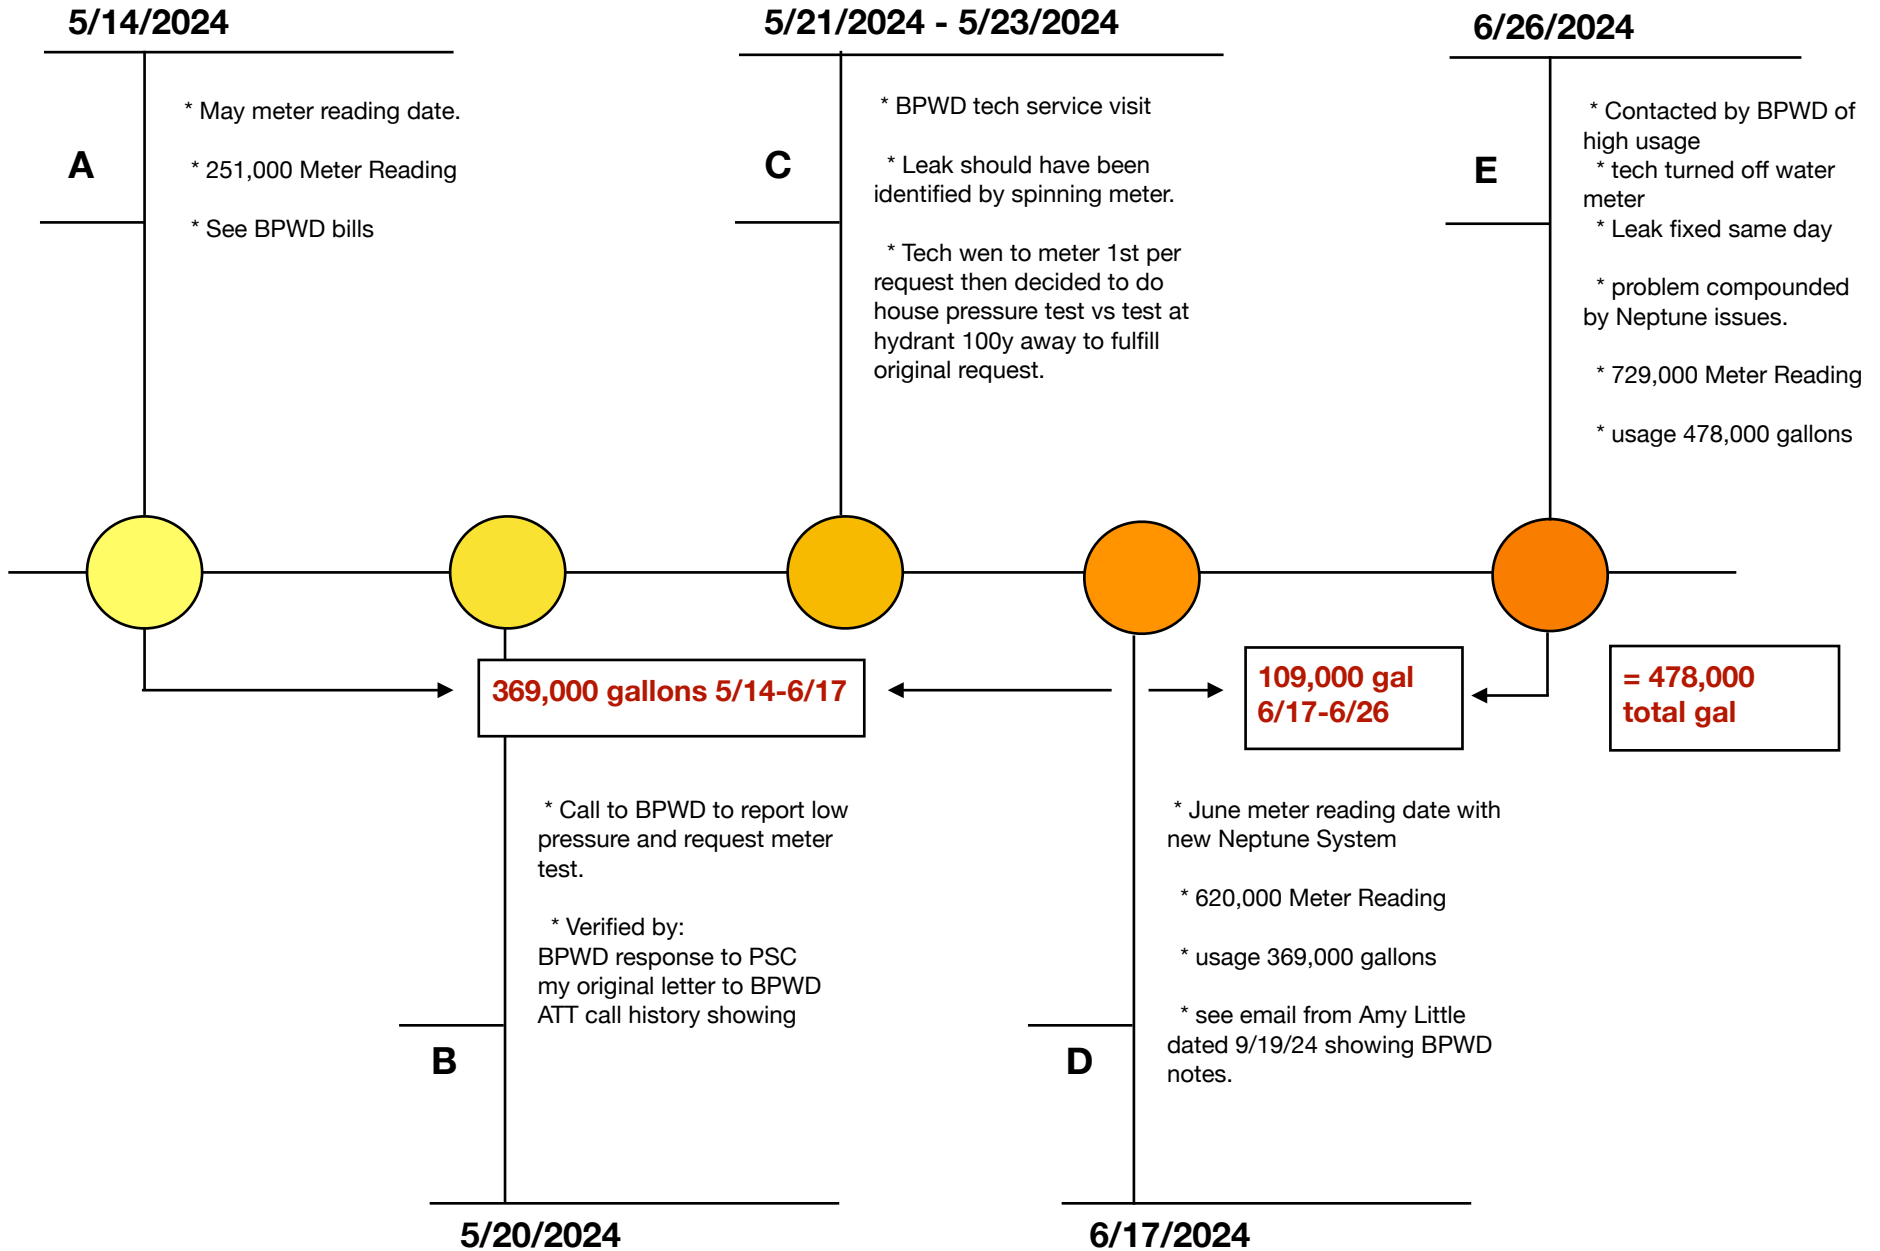 5/14/2024
A
* May meter reading date.
* 251,000 Meter Reading
* See BPWD bills
5/21/2024 - 5/23/2024
C
* BPWD tech service visit
* Leak should have been
identified by spinning meter.
* Tech wen to meter 1st per
request then decided to do
house pressure test vs test at
hydrant 100y away to fulfill
original request.
6/26/2024
E
* Contacted by BPWD of
high usage
* tech turned off water
meter
* Leak fixed same day
* problem compounded
by Neptune issues.
* 729,000 Meter Reading
* usage 478,000 gallons
369,000 gallons 5/14-6/17
109,000 gal
6/17-6/26
= 478,000
total gal
* Call to BPWD to report low
pressure and request meter
test.
* Verified by:
BPWD response to PSC
my original letter to BPWD
ATT call history showing
B
5/20/2024
* June meter reading date with
new Neptune System
* 620,000 Meter Reading
* usage 369,000 gallons
* see email from Amy Little
dated 9/19/24 showing BPWD
notes.
D
6/17/2024